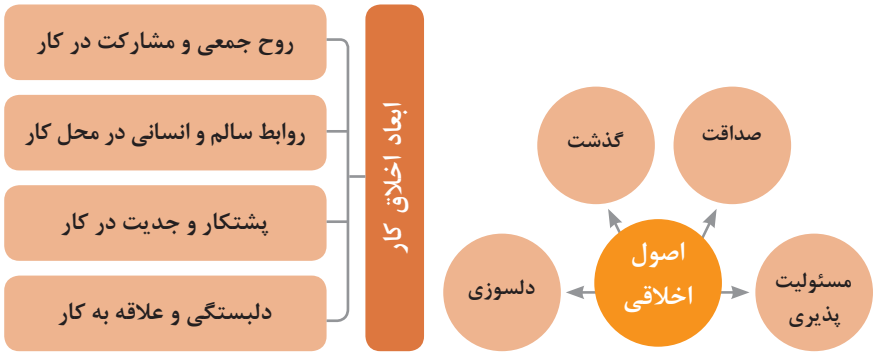 صداقت
گذشت
اصول
اخلاقی
مسئولیت
پذیری
دلسوزی
ابعاد اخلاق کار
روح جمعی و مشارکت در کار
روابط سالم و انسانی در محل کار
پشتکار و جدیت در کار
دلبستگی و علاقه به کار